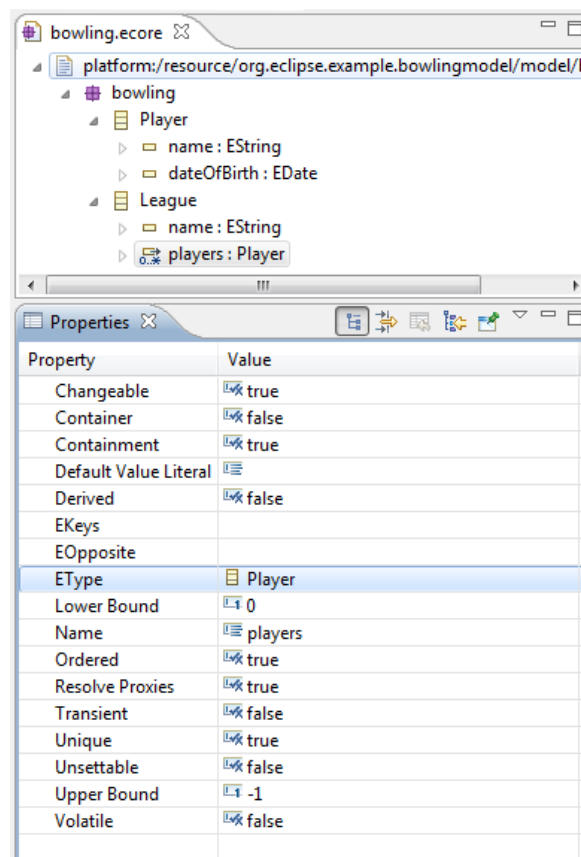 bowling.ecore
platform:/resource/org.eclipse.example.bowlingmodel/model/
bowling
Player
name : EString
dateOfBirth : EDate
League
name : EString
0..* players : Player
Properties
Property Value
Changeable true
Container false
Containment true
Default Value Literal
Derived false
EKeys
EOpposite
EType Player
Lower Bound 0
Name players
Ordered true
Resolve Proxies true
Transient false
Unique true
Unsettable false
Upper Bound -1
Volatile false